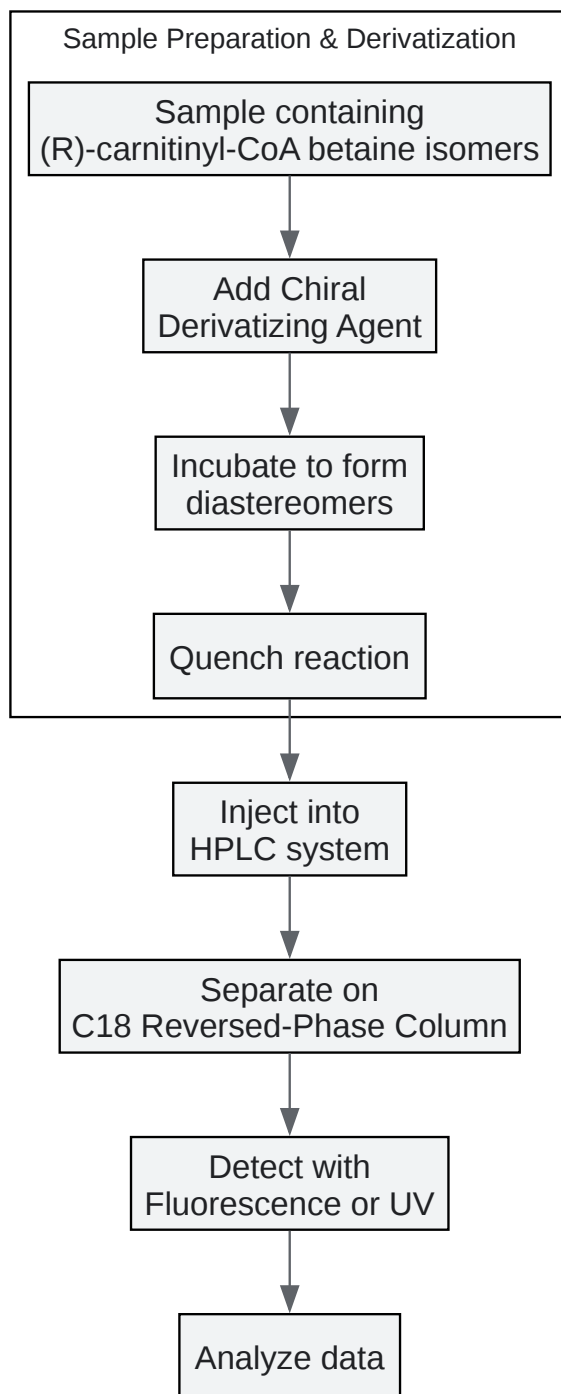 Sample Preparation & Derivatization
Sample containing
(R)-carnitinyl-CoA betaine isomers
Add Chiral
Derivatizing Agent
Incubate to form
diastereomers
Quench reaction
Inject into
HPLC system
Separate on
C18 Reversed-Phase Column
Detect with
Fluorescence or UV
Analyze data